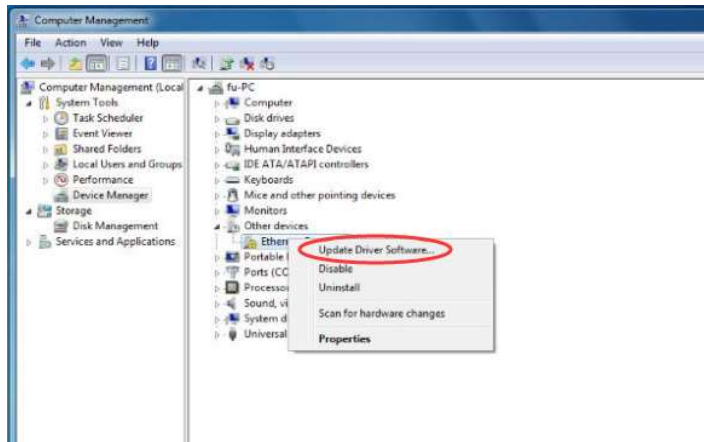 Computer Management
File Action View Help
Computer Management (Local
System Tools
Task Scheduler
Event Viewer
Shared Folders
Local Users and Groups
Performance
Device Manager
Storage
Disk Management
Services and Applications
fu-PC
Computer
Disk drives
Display adapters
Human Interface Devices
IDE ATA/ATAPI controllers
Keyboards
Mice and other pointing devices
Monitors
Other devices
Ethern
Portable
Ports (CO
Processo
Sound, vi
System d
Universal
Update Driver Software...
Disable
Uninstall
Scan for hardware changes
Properties